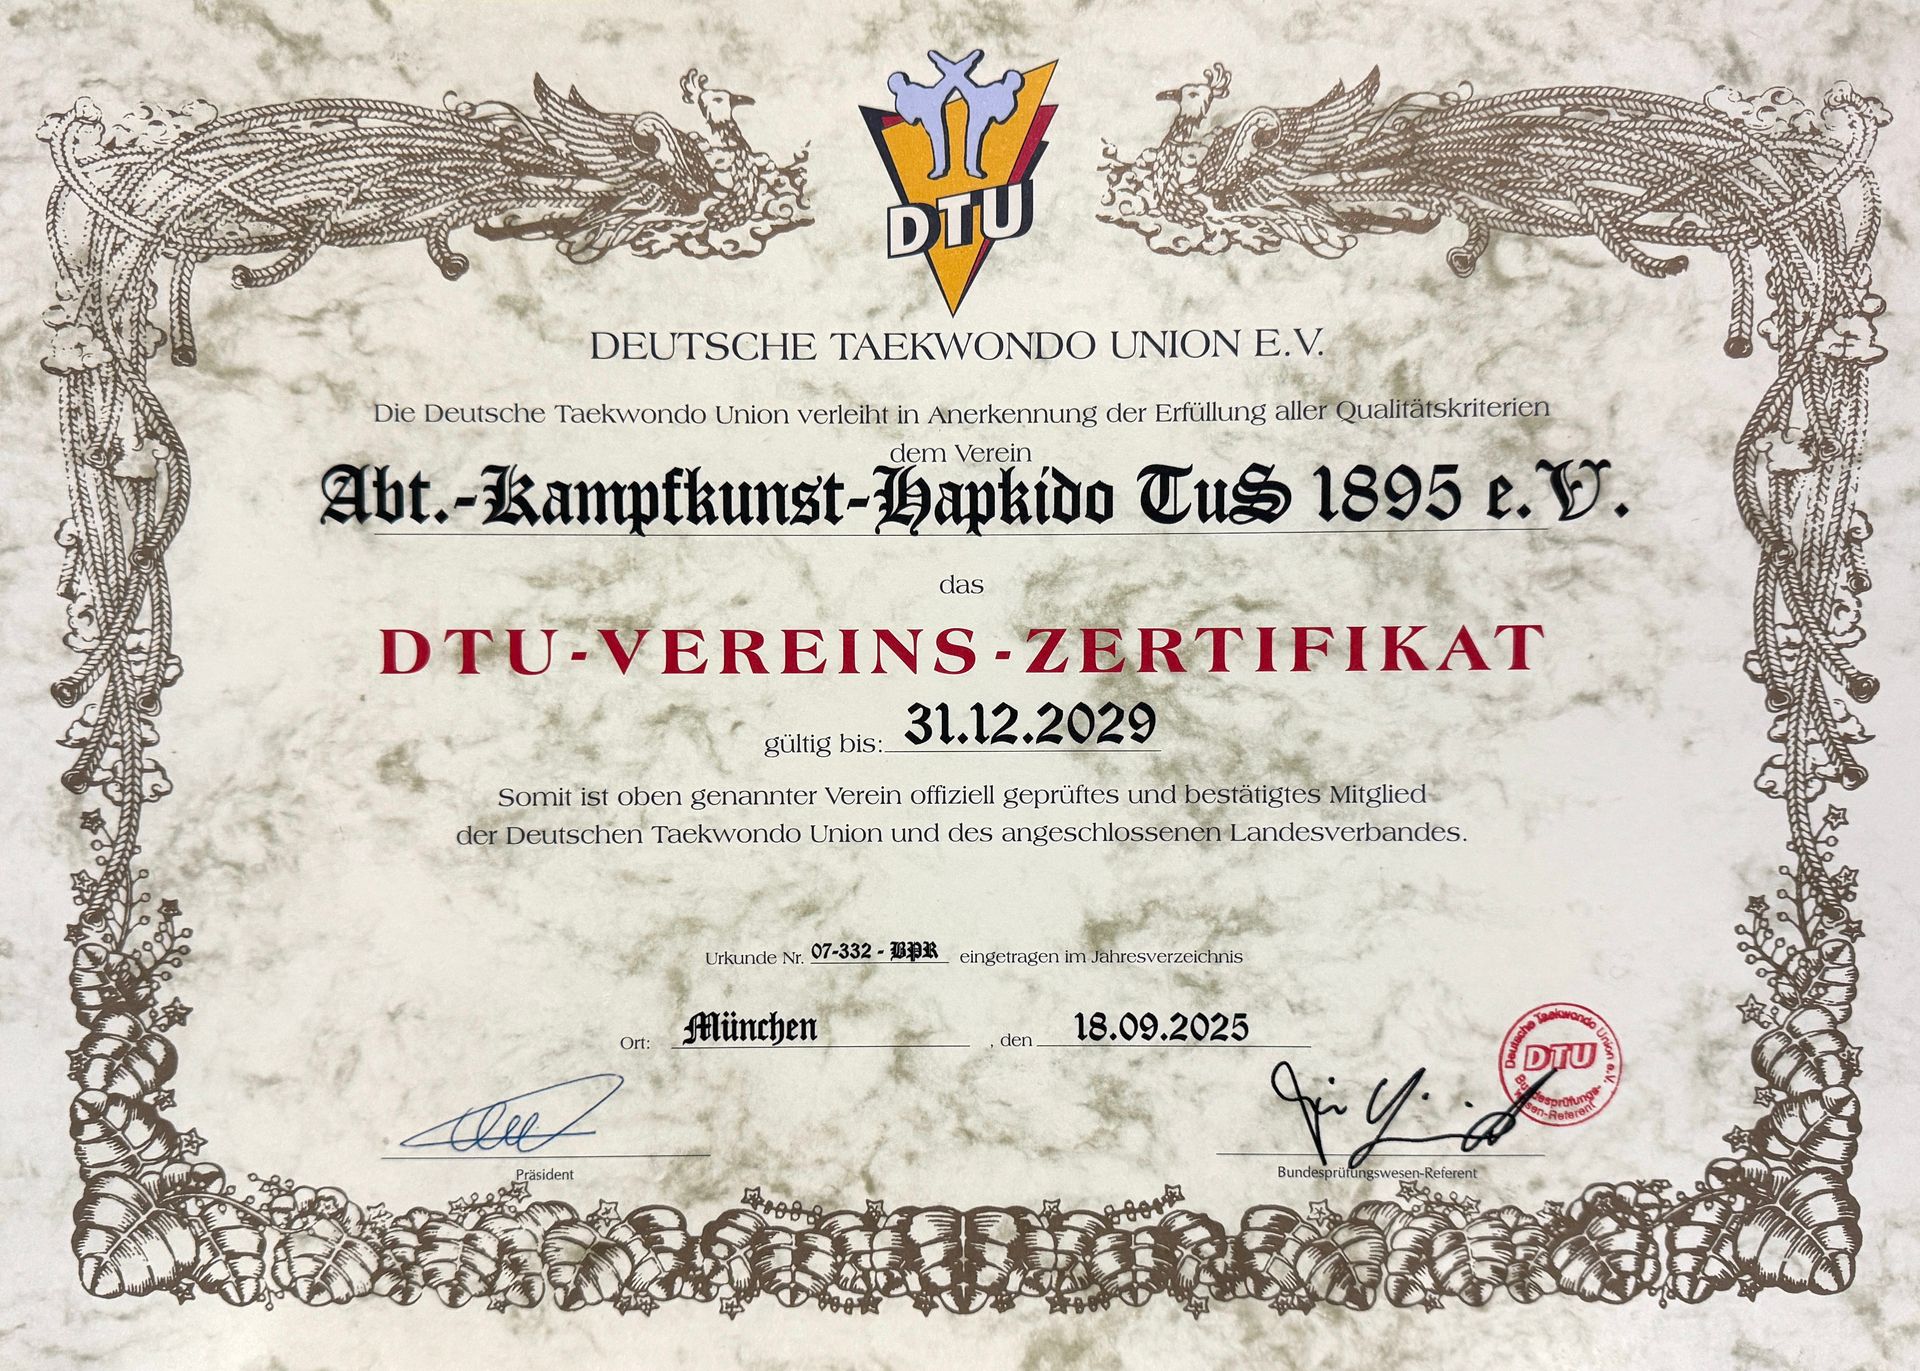 DTU
DEUTSCHE TAEKWONDO UNION E.V.
Die Deutsche Taekwondo Union verleiht in Anerkennung der Erfüllung aller Qualitätskriterien
dem Verein
Abt.-Kampfkunst-Hapkido TuS 1895 e.V.
das
DTU-VEREINS-ZERTIFIKAT
gültig bis: 31.12.2029
Somit ist oben genannter Verein offiziell geprüftes und bestätigtes Mitglied
der Deutschen Taekwondo Union und des angeschlossenen Landesverbandes.
Urkunde Nr. 07-332 - BPR eingetragen im Jahresverzeichnis
Ort: München , den 18.09.2025
Deutsche Taekwondo Union e.V.
DTU
Präsident
Bundesprüfungswesen-Referent